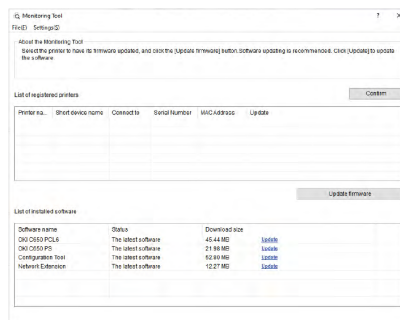 Monitoring Tool ?
File(F) Settings(S)
About the Monitoring Tool
Select the printer to have its firmware updated, and click the [Update firmware] button. Software updating is recommended. Click [Update] to update
the software
List of registered printers
Confirm
Printer na... Short device name Connect to Serial Number MAC Address Update
Update firmware
List of installed software
Software name Status Download size
OKI C650 PCL6 The latest software 45.44 MB Update
OKI C650 PS The latest software 21.98 MB Update
Configuration Tool The latest software 52.90 MB Update
Network Extension The latest software 12.27 MB Update